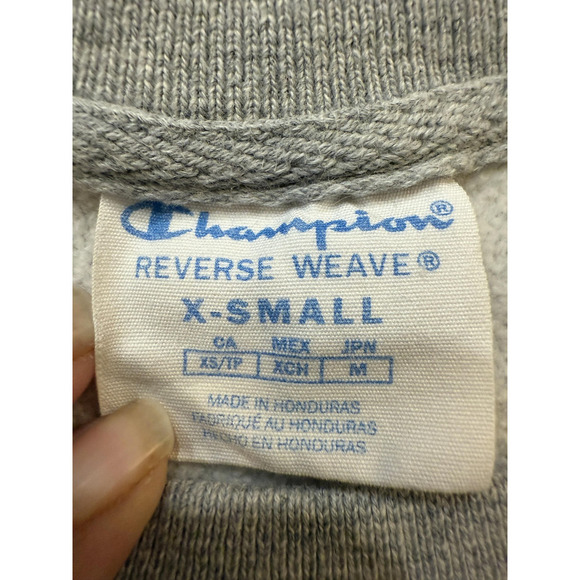 Champion®
REVERSE WEAVE®
X-SMALL
CA MEX JPN
XS/TP XCH M
MADE IN HONDURAS
FABRIQUÉ AU HONDURAS
HECHO EN HONDURAS